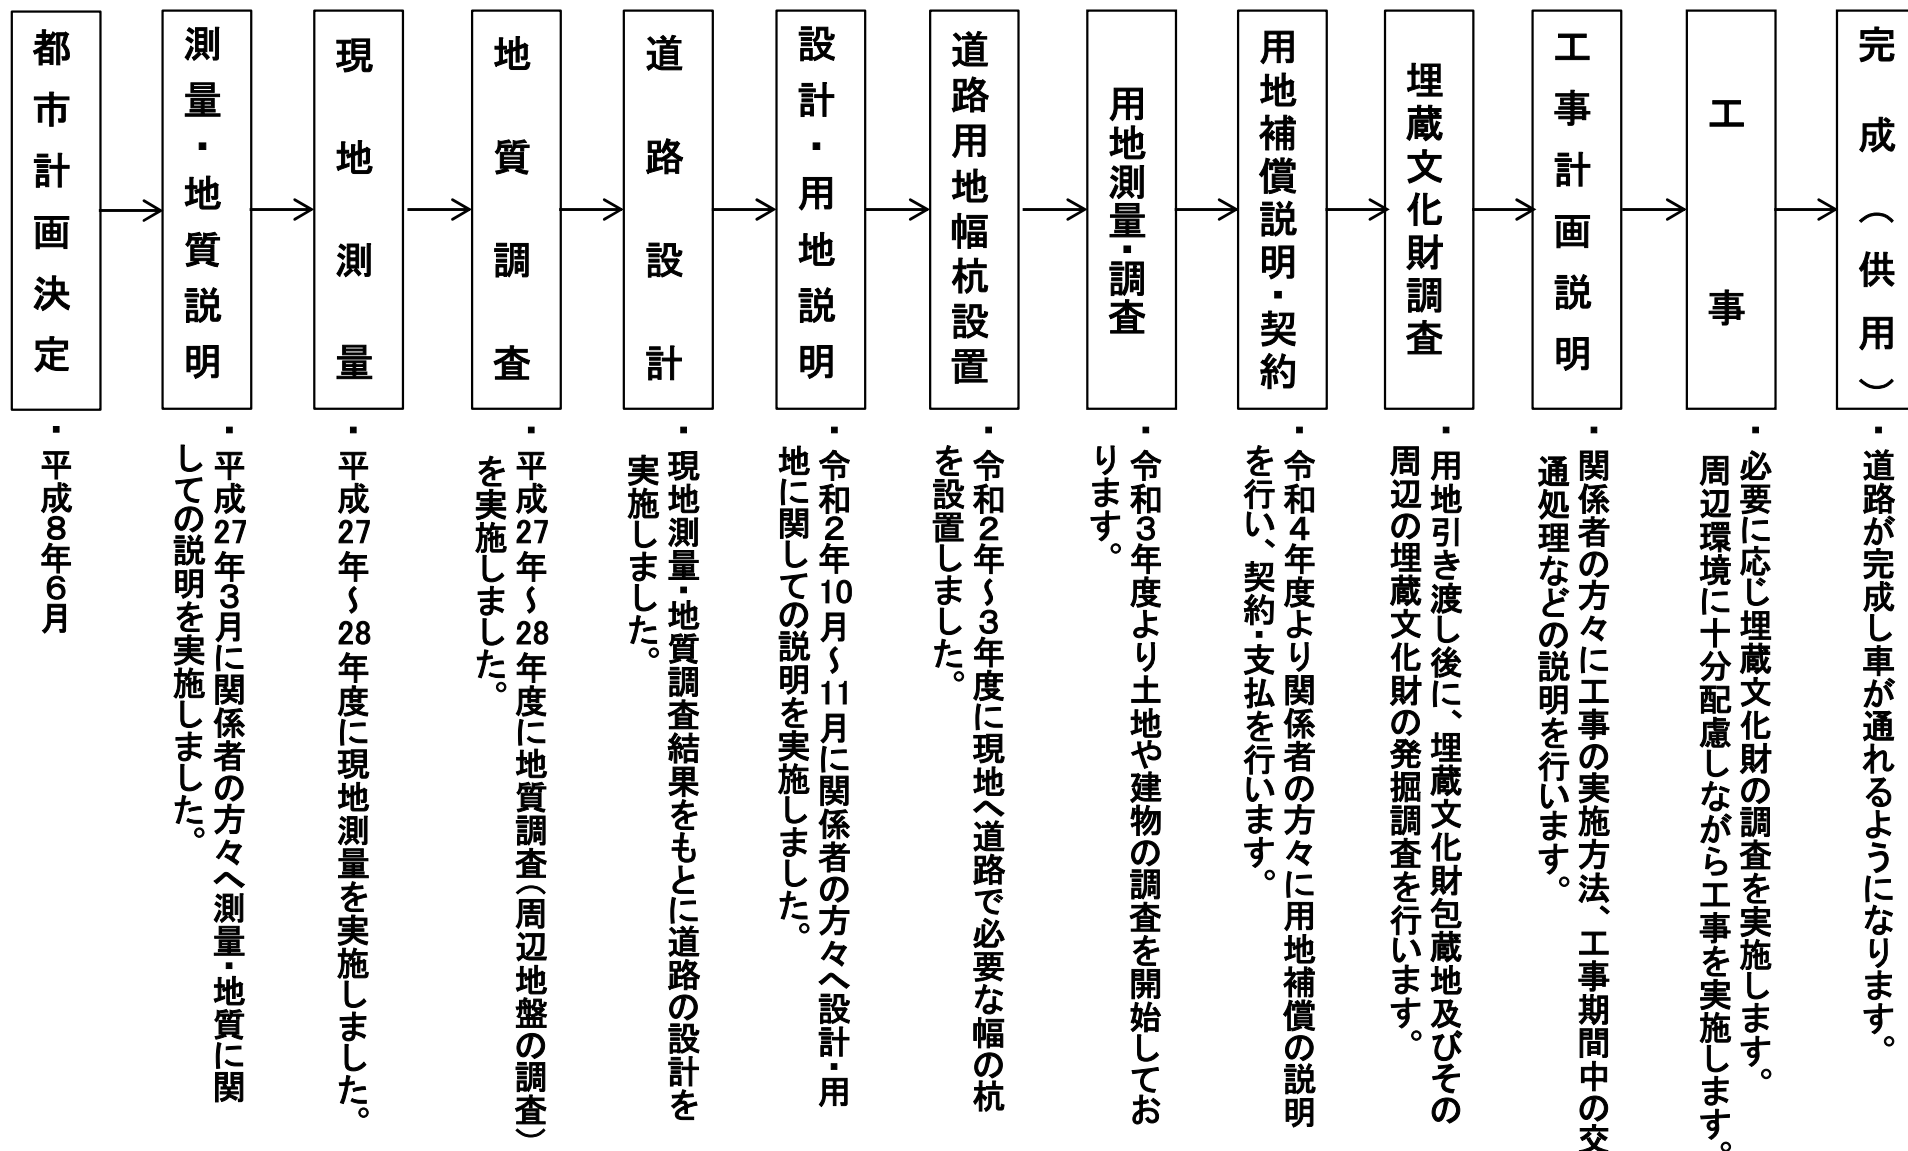 都市計画決定
・平成８年６月
測量・地質説明
・平成27年３月に関係者の方々へ測量・地質に関
しての説明を実施しました。
現地測量
・平成27年～28年度に現地測量を実施しました。
地質調査
・平成27年～28年度に地質調査（周辺地盤の調査）
を実施しました。
道路設計
・現地測量・地質調査結果をもとに道路の設計を
実施しました。
設計・用地説明
・令和２年10月～11月に関係者の方々へ設計・用
地に関しての説明を実施しました。
道路用地幅杭設置
・令和２年～３年度に現地へ道路で必要な幅の杭
を設置しました。
用地測量・調査
・令和３年度より土地や建物の調査を開始してお
ります。
用地補償説明・契約
・令和４年度より関係者の方々に用地補償の説明
を行い、契約・支払を行います。
埋蔵文化財調査
・用地引き渡し後に、埋蔵文化財包蔵地及びその
周辺の埋蔵文化財の発掘調査を行います。
工事計画説明
・関係者の方々に工事の実施方法、工事期間中の交
通処理などの説明を行います。
工事
・必要に応じ埋蔵文化財の調査を実施します。
周辺環境に十分配慮しながら工事を実施します。
完成（供用）
・道路が完成し車が通れるようになります。